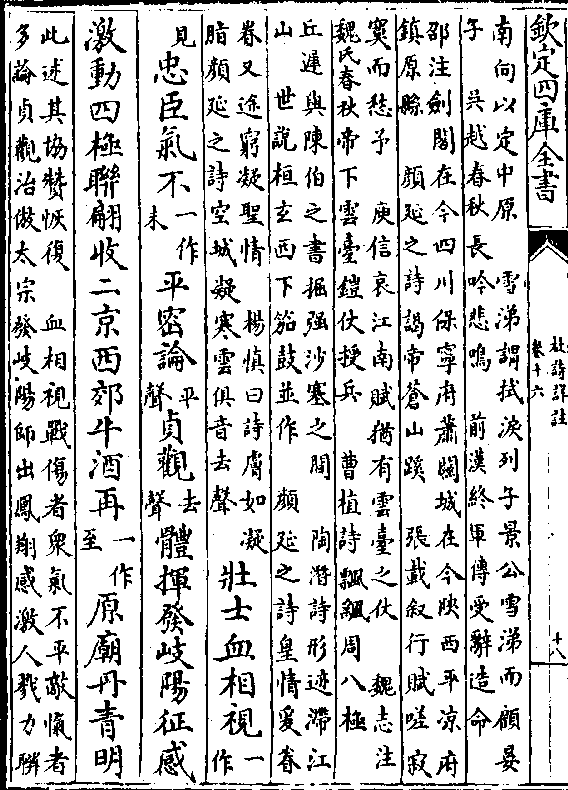 欽定四庫全書
杜詩詳註
卷十六
十八
南向以定中原 雪涕謂拭淚列子景公雪涕而顧晏
子 吳越春秋長吟悲鳴 前漢終軍傳受辭造命
邵注劍閣在今四川保寧府蕭關城在今陝西平凉府
鎮原縣 顔延之詩謁帝蒼山蹊 張載叙行賦嗟寂
寞而愁予 庾信哀江南賦猶有雲臺之仗 魏志注
魏氏春秋帝下雲臺鎧仗授兵 曹植詩飄飖周八極
丘遲與陳伯之書掘强沙塞之間 陶潛詩形迹滯江
山 世說桓玄西下笳鼓並作 顔延之詩皇情爰眷
眷又途窮凝聖情 楊慎曰詩膚如凝
脂顔延之詩空城凝寒雲俱音去聲
壯士血相視一作
見忠臣氣不一作未平密論平聲貞觀去聲體揮發岐陽征感
激動四極聯翩收二京西郊牛酒再一作至原廟丹青明
此述其協贊恢復 血相視戰傷者衆氣不平敵愾者
多論貞觀治倣太宗發岐陽師出鳳翔感激人戮力聯